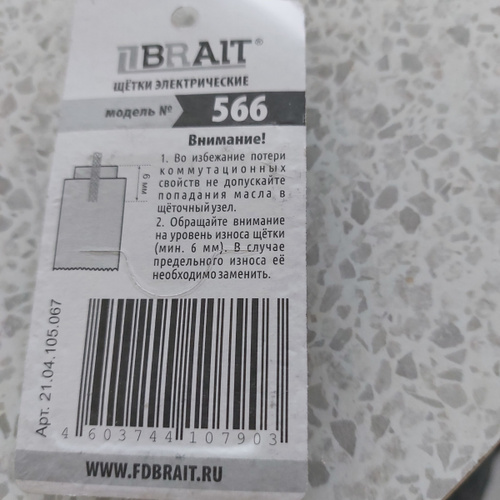 BRAIT®
ЩЁТКИ ЭЛЕКТРИЧЕСКИЕ
модель № 566
Внимание!
1. Во избежание потери
коммутационных
свойств не допускайте
попадания масла в
щёточный узел.
2. Обращайте внимание
на уровень износа щётки
(мин. 6 мм). В случае
предельного износа её
необходимо заменить.
6 мм
Арт. 21.04.105.067
4 603744 107903
WWW.FDBRAIT.RU